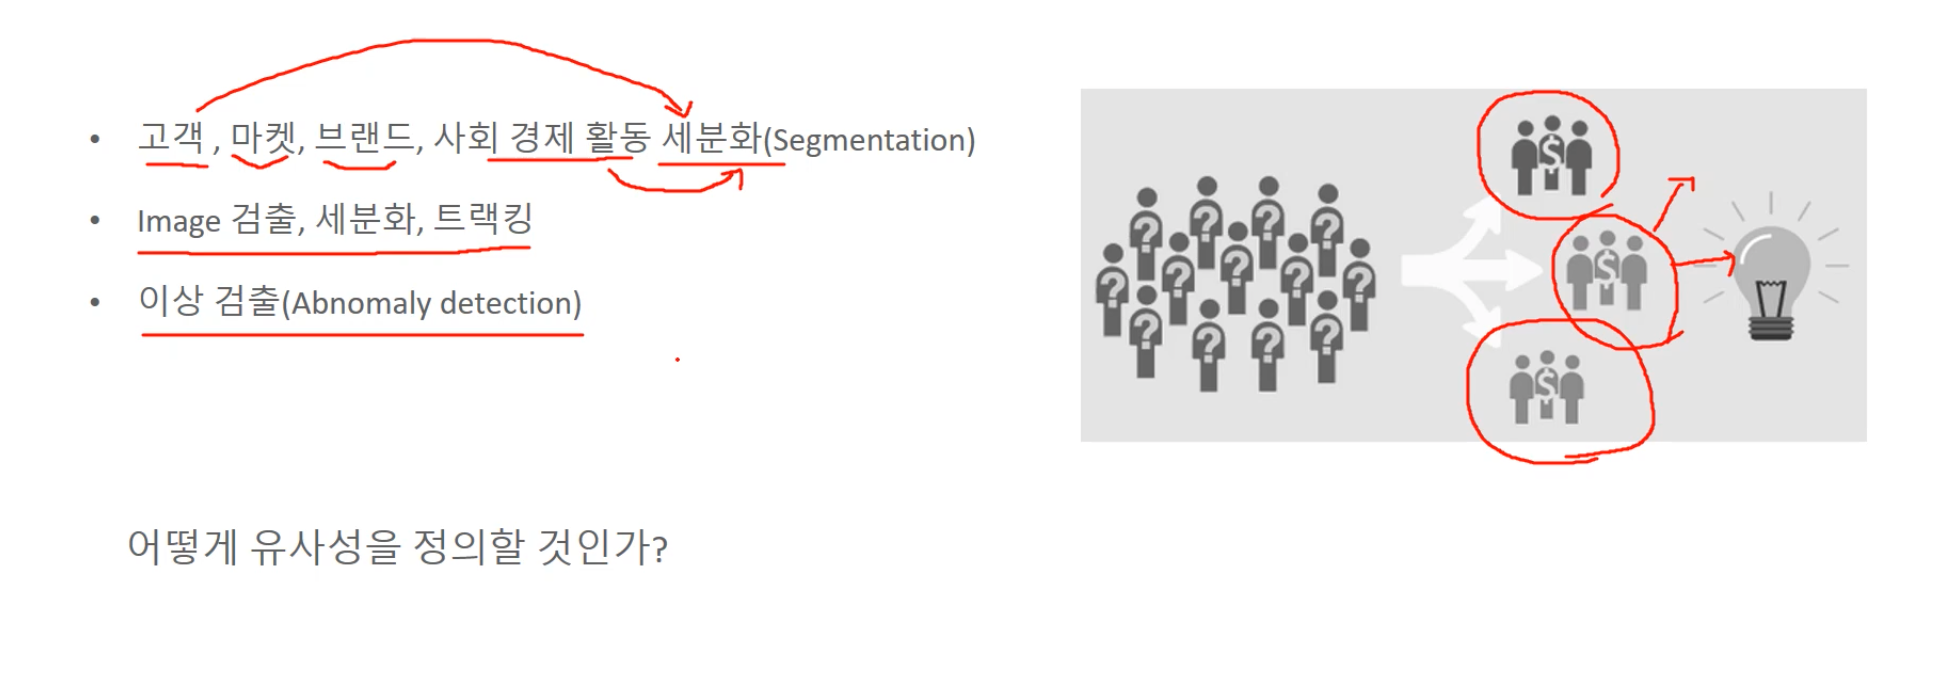 • 고객 , 마켓, 브랜드, 사회 경제 활동 세분화(Segmentation)
• Image 검출, 세분화, 트랙킹
• 이상 검출(Abnomaly detection)
어떻게 유사성을 정의할 것인가?
? ? ? ?
? ? ? ? ?
? ? ? ?
$
$
$